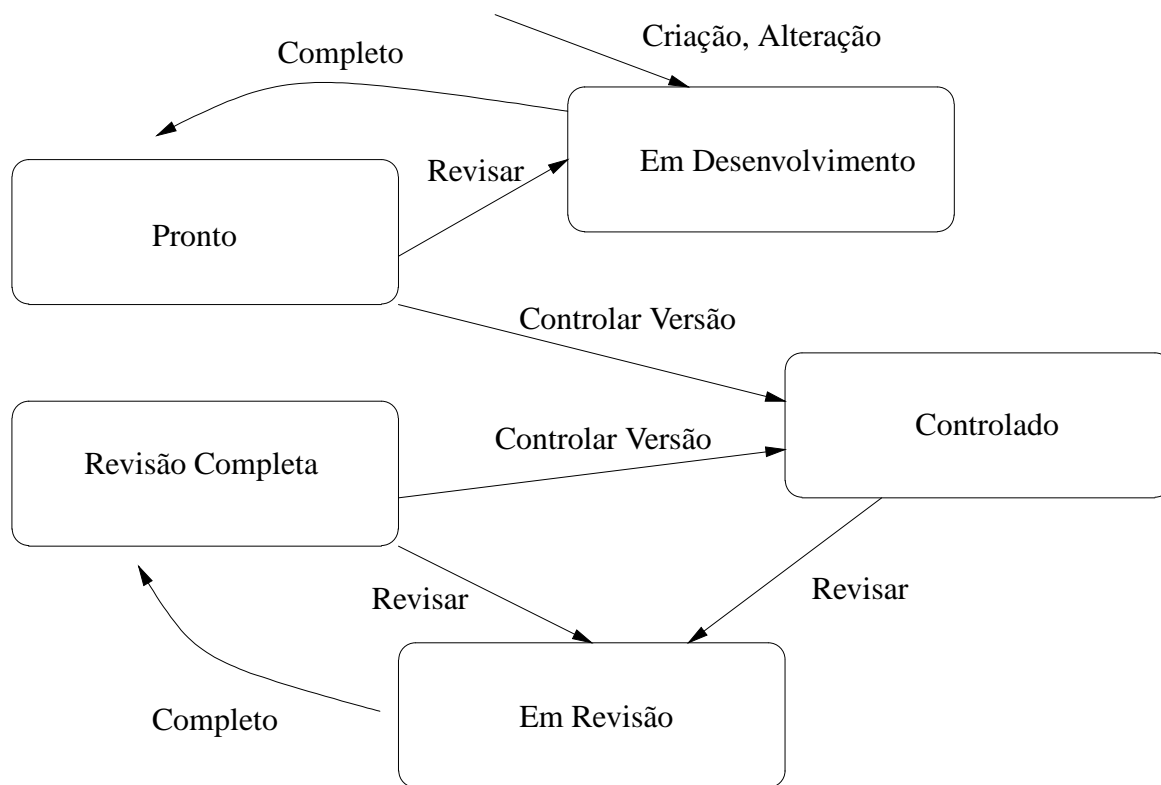 Criação, Alteração
Completo
Em Desenvolvimento
Revisar
Pronto
Controlar Versão
Controlado
Controlar Versão
Revisão Completa
Revisar
Revisar
Completo
Em Revisão